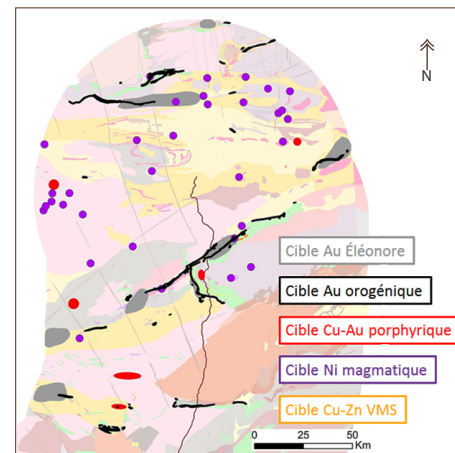 N
Cible Au Éléonore
Cible Au orogénique
Cible Cu-Au porphyrique
Cible Ni magmatique
Cible Cu-Zn VMS
0 25 50
Km